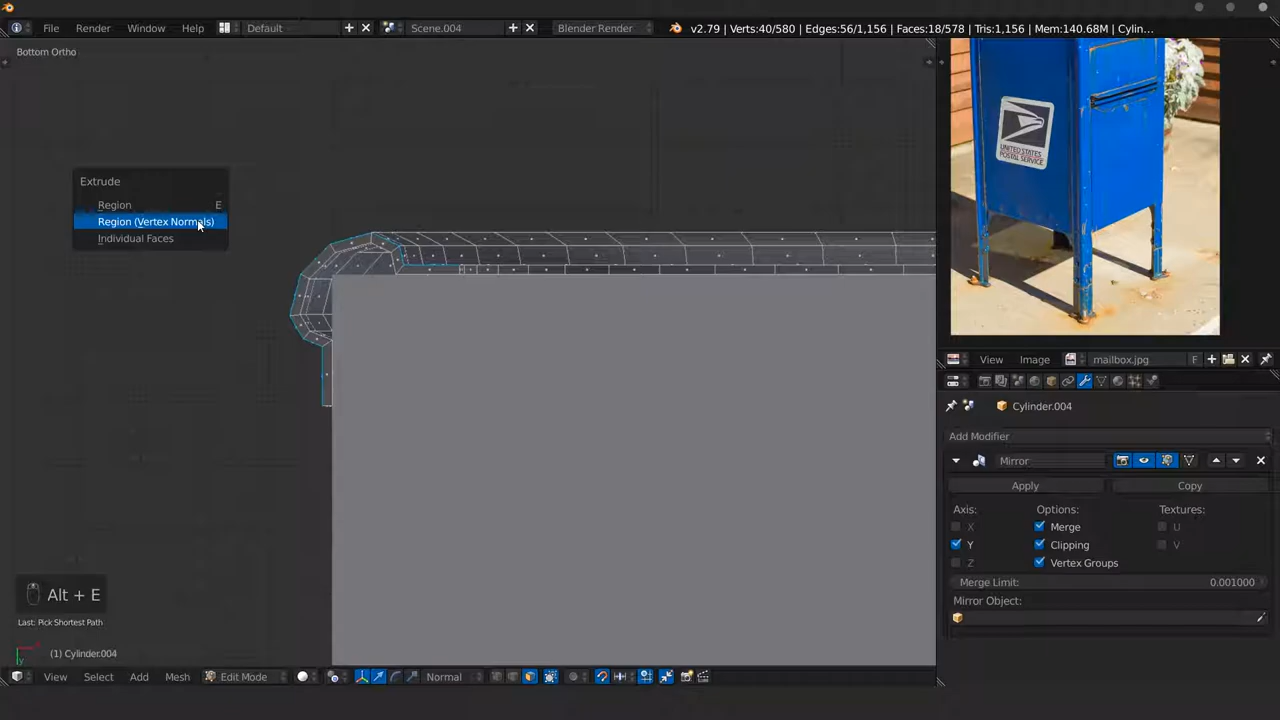 File Render Window Help Default Scene.004 Blender Render v2.79 | Verts:40/580 | Edges:56/1,156 | Faces:18/578 | Tris:1,156 | Mem:140.68M | Cylin...
Bottom Ortho
UNITED STATES
POSTAL SERVICE
Extrude
Region E
Region (Vertex Normals)
Individual Faces
View Image mailbox.jpg F
Cylinder.004
Add Modifier
Mirror
Apply Copy
Axis: Options: Textures:
X Merge U
Y Clipping V
Z Vertex Groups
Merge Limit: 0.001000
Mirror Object:
Alt + E
Last: Pick Shortest Path
(1) Cylinder.004
View Select Add Mesh Edit Mode Normal